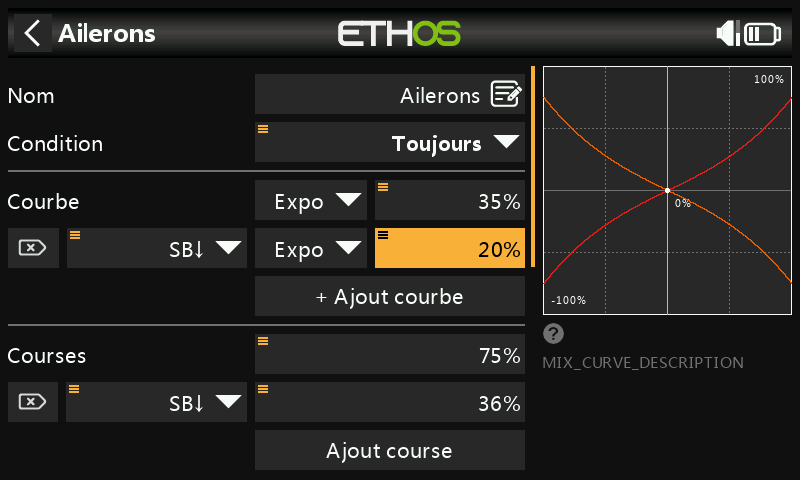 Ailerons
ETHOS
Nom
Ailerons
Condition
Toujours
Courbe
Expo
35%
SB↓
Expo
20%
+ Ajout courbe
Courses
75%
SB↓
36%
Ajout course
100%
0%
-100%
?
MIX_CURVE_DESCRIPTION